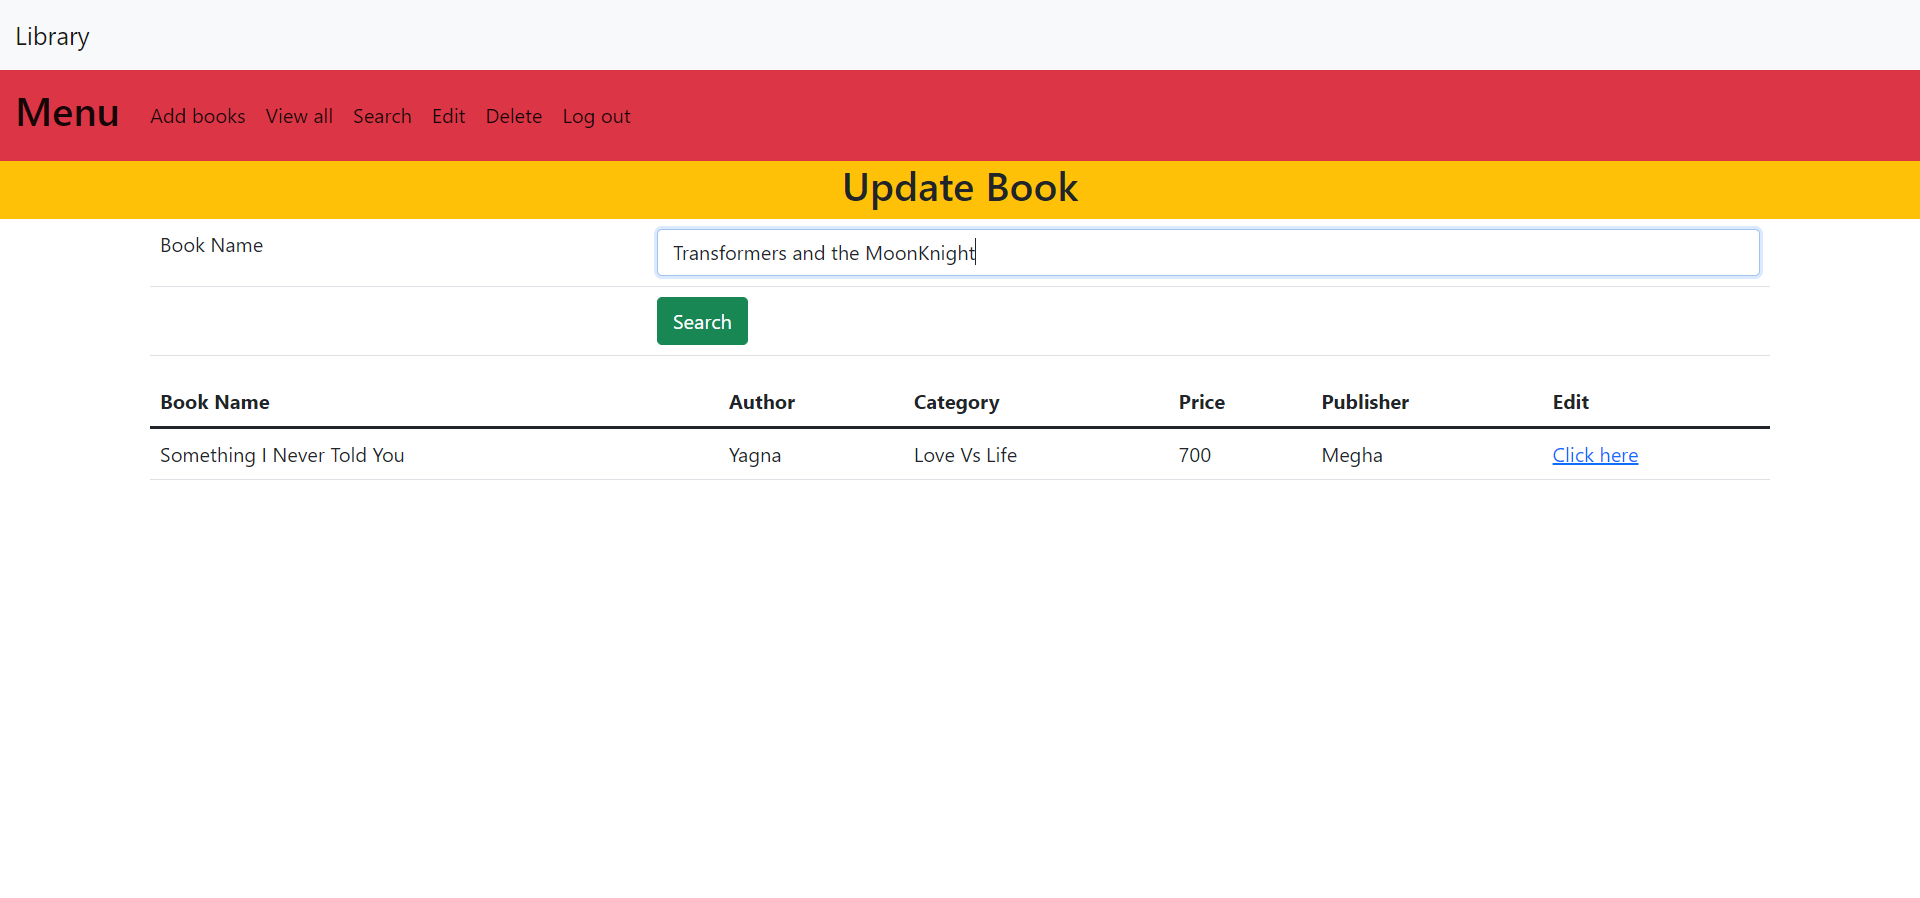 Library
Menu Add books View all Search Edit Delete Log out
Update Book
Book Name Transformers and the MoonKnight
Search
Book Name Author Category Price Publisher Edit
Something I Never Told You Yagna Love Vs Life 700 Megha Click here